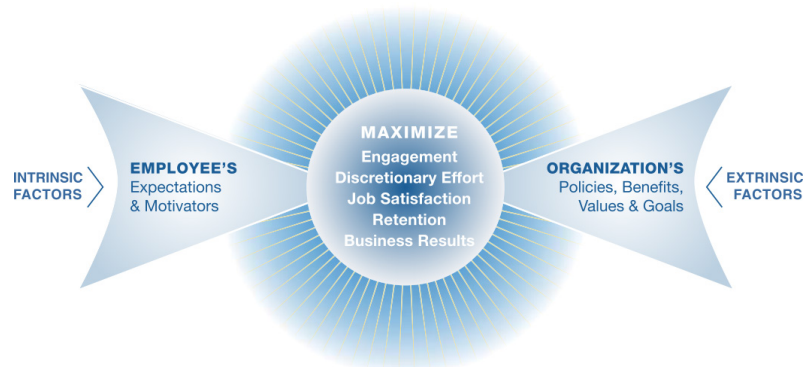 INTRINSIC
FACTORS
EMPLOYEE'S
Expectations
& Motivators
MAXIMIZE
Engagement
Discretionary Effort
Job Satisfaction
Retention
Business Results
ORGANIZATION'S
Policies, Benefits,
Values & Goals
EXTRINSIC
FACTORS